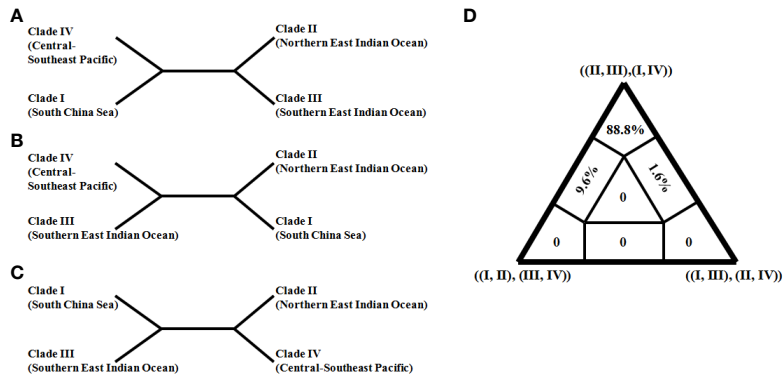 A
Clade IV
(Central-
Southeast Pacific)
Clade II
(Northern East Indian Ocean)
Clade I
(South China Sea)
Clade III
(Southern East Indian Ocean)
B
Clade IV
(Central-
Southeast Pacific)
Clade II
(Northern East Indian Ocean)
Clade III
(Southern East Indian Ocean)
Clade I
(South China Sea)
C
Clade I
(South China Sea)
Clade II
(Northern East Indian Ocean)
Clade III
(Southern East Indian Ocean)
Clade IV
(Central-Southeast Pacific)
D
((II, III),(I, IV))
88.8%
9.6%
1.6%
0
0
0
0
((I, II), (III, IV))
((I, III), (II, IV))